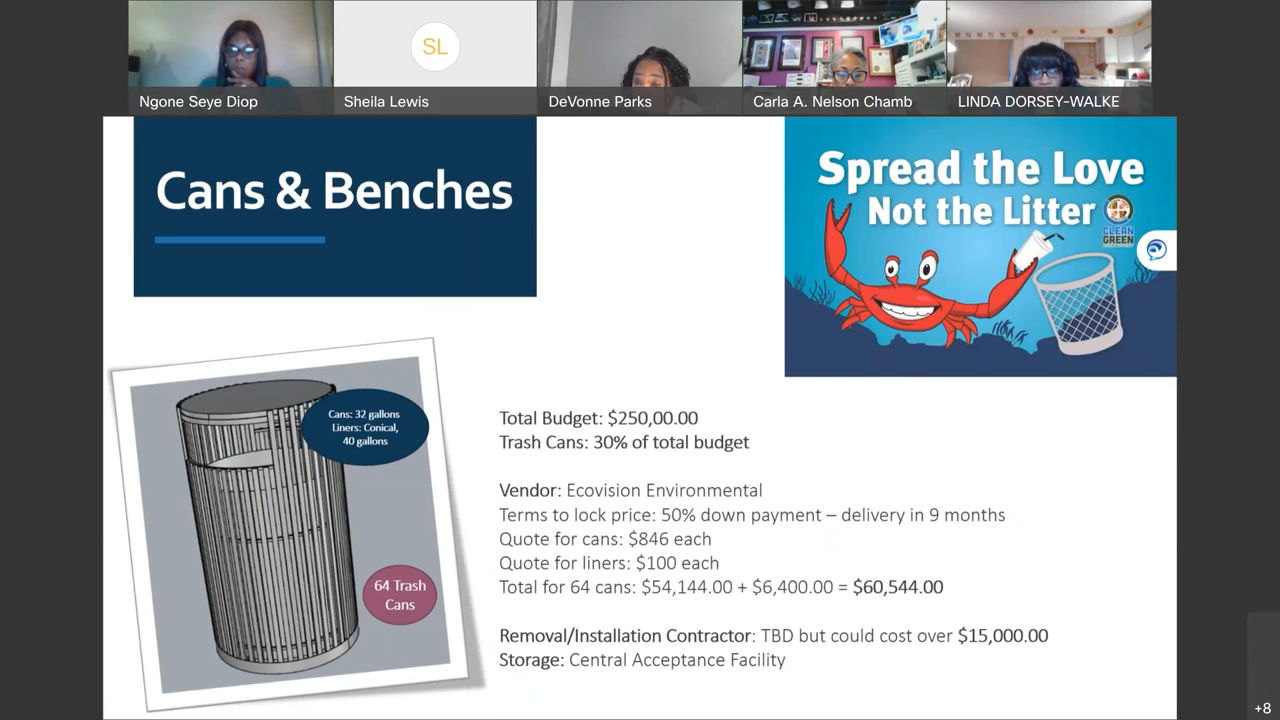 Ngone Seye Diop
SL
Sheila Lewis
DeVonne Parks
Carla A. Nelson Chamb
LINDA DORSEY-WALKE
Cans & Benches
Spread the Love
Not the Litter
CLEAN
GREEN
Cans: 32 gallons
Liners: Conical,
40 gallons
64 Trash
Cans
Total Budget: $250,00.00
Trash Cans: 30% of total budget
Vendor: Ecovision Environmental
Terms to lock price: 50% down payment – delivery in 9 months
Quote for cans: $846 each
Quote for liners: $100 each
Total for 64 cans: $54,144.00 + $6,400.00 = $60,544.00
Removal/Installation Contractor: TBD but could cost over $15,000.00
Storage: Central Acceptance Facility
+8